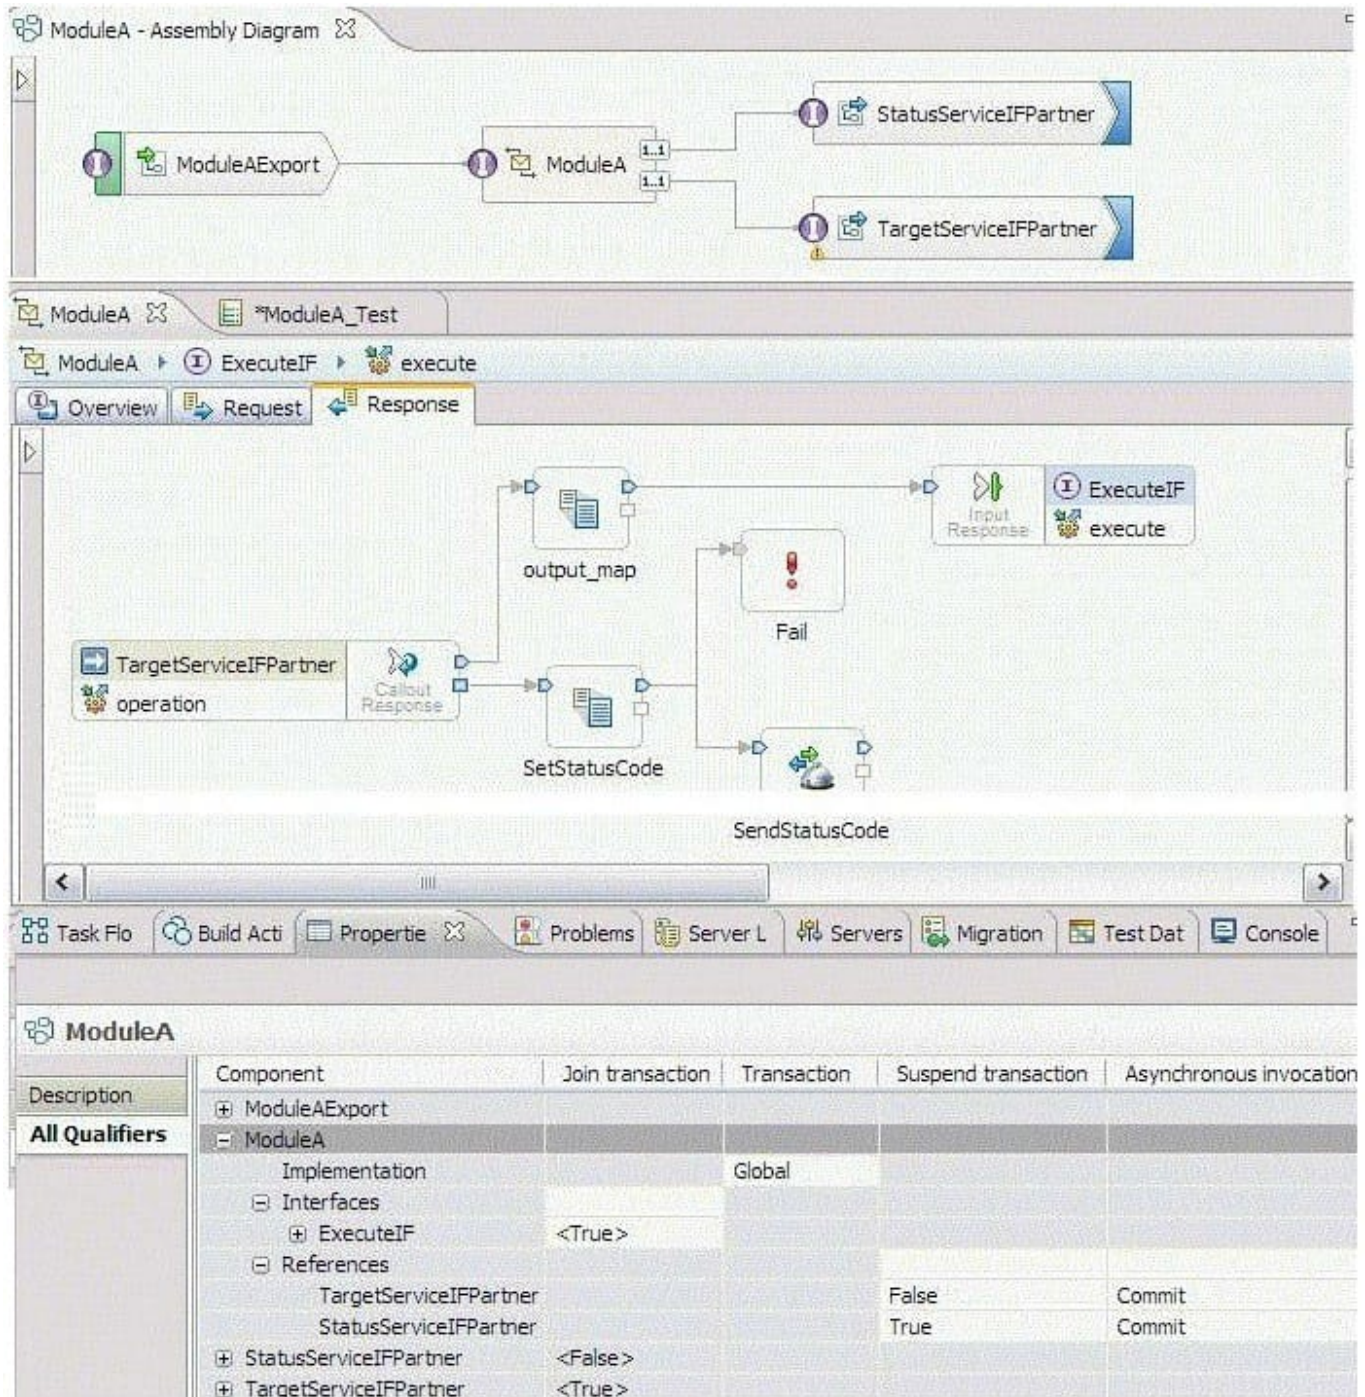 ModuleA - Assembly Diagram
StatusServiceIFPartner
ModuleAExport
ModuleA
1..1
1..1
TargetServiceIFPartner
ModuleA *ModuleA_Test
ModuleA ExecuteIF execute
Overview Request Response
Input Response
ExecuteIF
execute
output_map
Fail
TargetServiceIFPartner
operation
Callout Response
SetStatusCode
SendStatusCode
Task Flo Build Acti Propertie Problems Server L Servers Migration Test Dat Console
ModuleA
Description
All Qualifiers
Component Join transaction Transaction Suspend transaction Asynchronous invocation
ModuleAExport
ModuleA
Implementation Global
Interfaces
ExecuteIF <True>
References
TargetServiceIFPartner False Commit
StatusServiceIFPartner True Commit
StatusServiceIFPartner <False>
TargetServiceIFPartner <True>